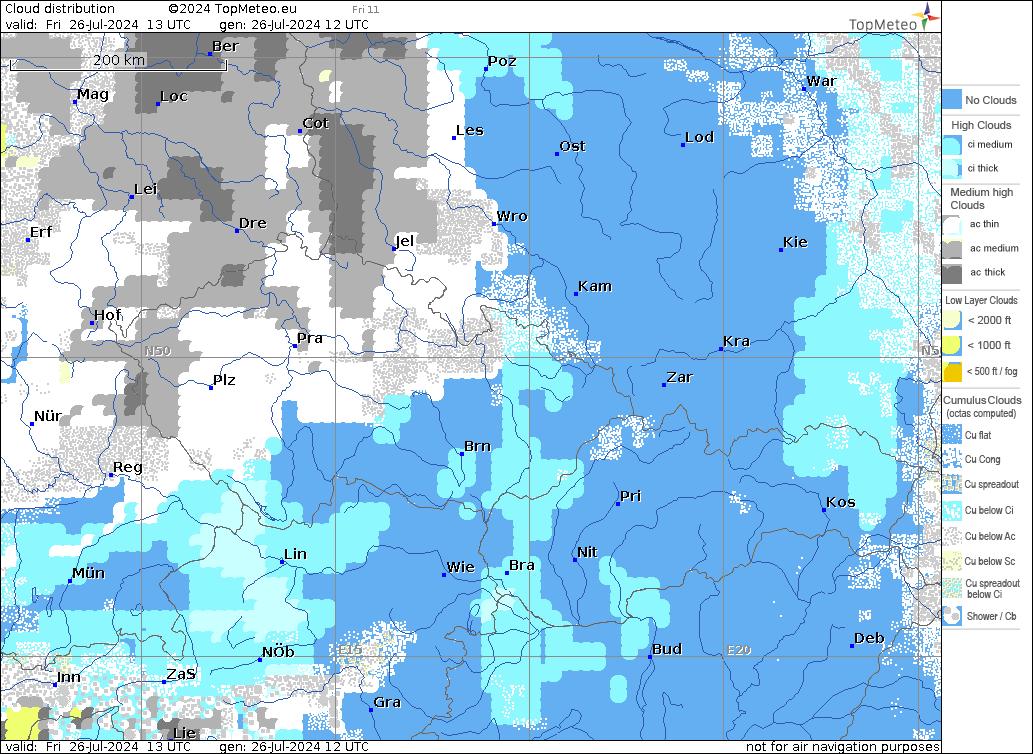 Cloud distribution ©2024 TopMeteo.eu Fri 11
valid: Fri 26-Jul-2024 13 UTC gen: 26-Jul-2024 12 UTC
TopMeteo
200 km
Ber
Poz
War
Mag
Loc
Cot
Les
Ost
Lod
Lei
Wro
Erf
Dre
Jel
Kie
Kam
Hof
Pra
Kra
N50
N5
Plz
Zar
Nür
Brn
Reg
Pri
Kos
Lin
Nit
Mün
Wie
Bra
Deb
NÖb
E15
Bud
E20
Inn
ZaS
Gra
Lie
No Clouds
High Clouds
ci medium
ci thick
Medium high
Clouds
ac thin
ac medium
ac thick
Low Layer Clouds
< 2000 ft
< 1000 ft
< 500 ft / fog
Cumulus Clouds
(octas computed)
Cu flat
Cu Cong
Cu spreadout
Cu below Ci
Cu below Ac
Cu below Sc
Cu spreadout
below Ci
Shower / Cb
valid: Fri 26-Jul-2024 13 UTC gen: 26-Jul-2024 12 UTC not for air navigation purposes